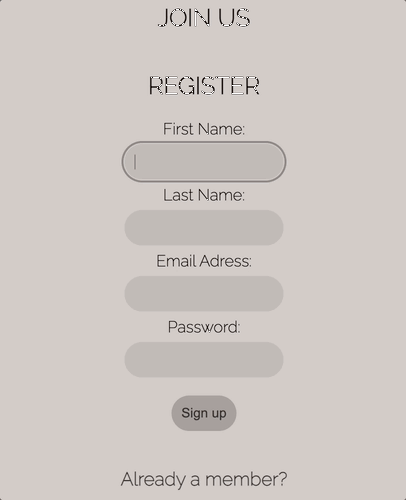 JOIN US
REGISTER
First Name:
Last Name:
Email Adress:
Password:
Sign up
Already a member?